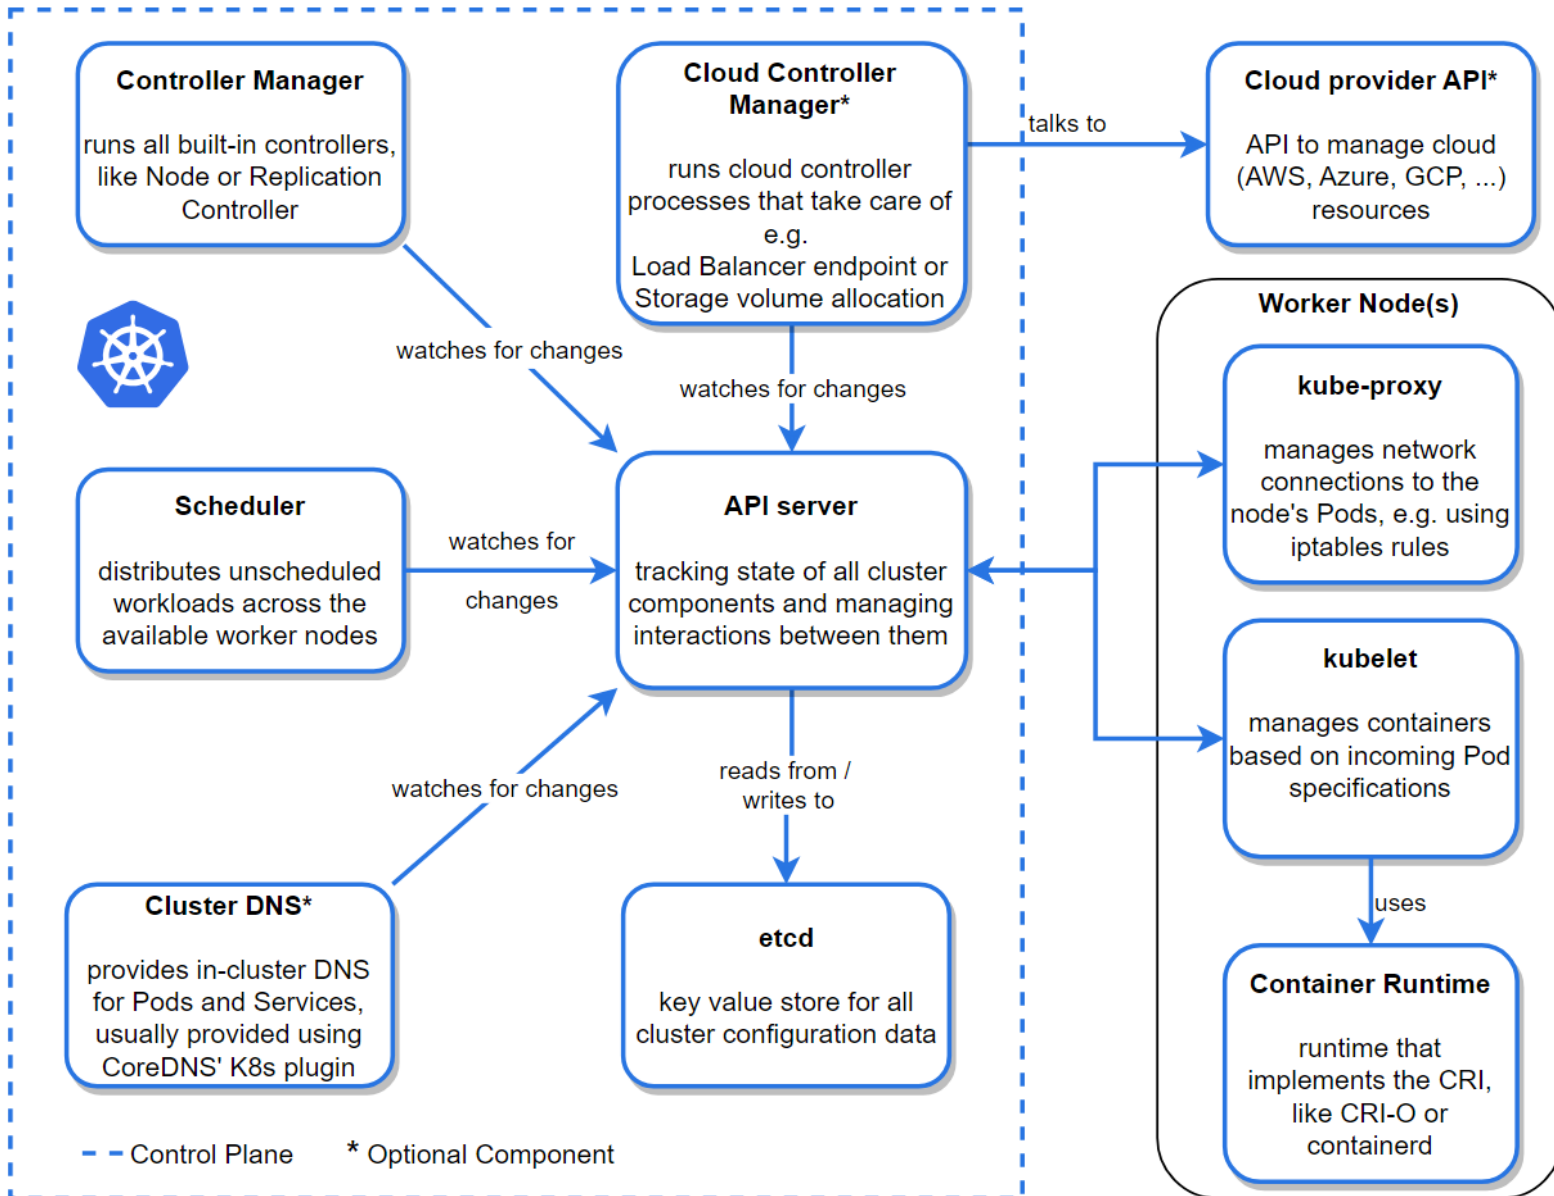 Controller Manager
runs all built-in controllers,
like Node or Replication
Controller
Cloud Controller
Manager*
runs cloud controller
processes that take care of
e.g.
Load Balancer endpoint or
Storage volume allocation
talks to
Cloud provider API*
API to manage cloud
(AWS, Azure, GCP, ...)
resources
watches for changes
watches for changes
Worker Node(s)
kube-proxy
manages network
connections to the
node's Pods, e.g. using
iptables rules
Scheduler
distributes unscheduled
workloads across the
available worker nodes
watches for
changes
API server
tracking state of all cluster
components and managing
interactions between them
kubelet
manages containers
based on incoming Pod
specifications
watches for changes
reads from /
writes to
uses
Cluster DNS*
provides in-cluster DNS
for Pods and Services,
usually provided using
CoreDNS' K8s plugin
etcd
key value store for all
cluster configuration data
Container Runtime
runtime that
implements the CRI,
like CRI-O or
containerd
Control Plane
* Optional Component